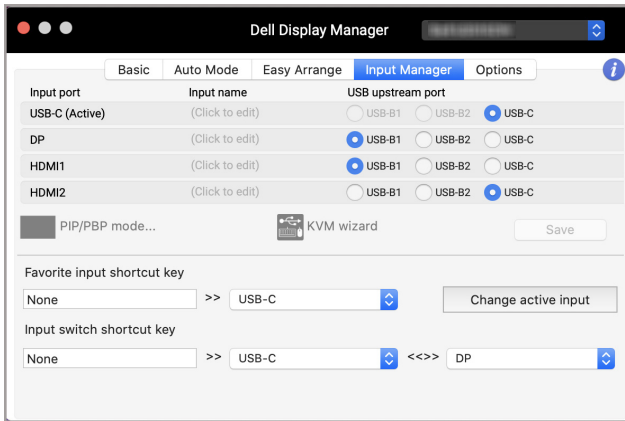 Dell Display Manager
Basic Auto Mode Easy Arrange Input Manager Options i
Input port Input name USB upstream port
USB-C (Active) (Click to edit) USB-B1 USB-B2 USB-C
DP (Click to edit) USB-B1 USB-B2 USB-C
HDMI1 (Click to edit) USB-B1 USB-B2 USB-C
HDMI2 (Click to edit) USB-B1 USB-B2 USB-C
PIP/PBP mode... KVM wizard Save
Favorite input shortcut key
None >> USB-C Change active input
Input switch shortcut key
None >> USB-C <<>> DP